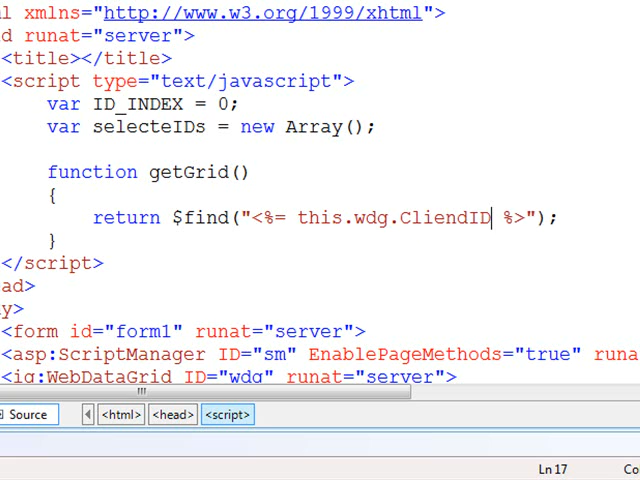 l xmlns="http://www.w3.org/1999/xhtml">
d runat="server">
<title></title>
<script type="text/javascript">
var ID_INDEX = 0;
var selecteIDs = new Array();
function getGrid()
{
return $find("<%= this.wdg.CliendID %>");
}
</script>
ad>
y>
<form id="form1" runat="server">
<asp:ScriptManager ID="sm" EnablePageMethods="true" runa
<ig:WebDataGrid ID="wdg" runat="server">
Source <html> <head> <script>
Ln 17 Co